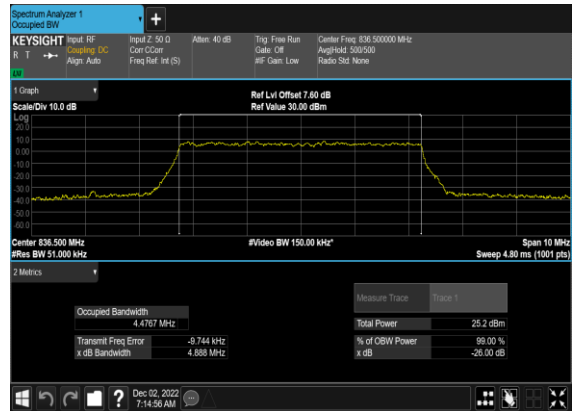 Spectrum Analyzer 1
Occupied BW
+
KEYSIGHT Input: RF Input Z: 50 Ω Atten: 40 dB Trig: Free Run Center Freq: 836.500000 MHz
R T Coupling: DC Corr CCorr Gate: Off Avg|Hold: 500/500
Align: Auto Freq Ref: Int (S) #IF Gain: Low Radio Std: None
1 Graph
Ref Lvl Offset 7.60 dB
Scale/Div 10.0 dB Ref Value 30.00 dBm
Log
20.0
10.0
0.00
-10.0
-20.0
-30.0
-40.0
-50.0
-60.0
Center 836.500 MHz #Video BW 150.00 kHz* Span 10 MHz
#Res BW 51.000 kHz Sweep 4.80 ms (1001 pts)
2 Metrics
Measure Trace Trace 1
Occupied Bandwidth
4.4767 MHz Total Power 25.2 dBm
Transmit Freq Error -9.744 kHz % of OBW Power 99.00 %
x dB Bandwidth 4.888 MHz x dB -26.00 dB
? Dec 02, 2022
7:14:56 AM